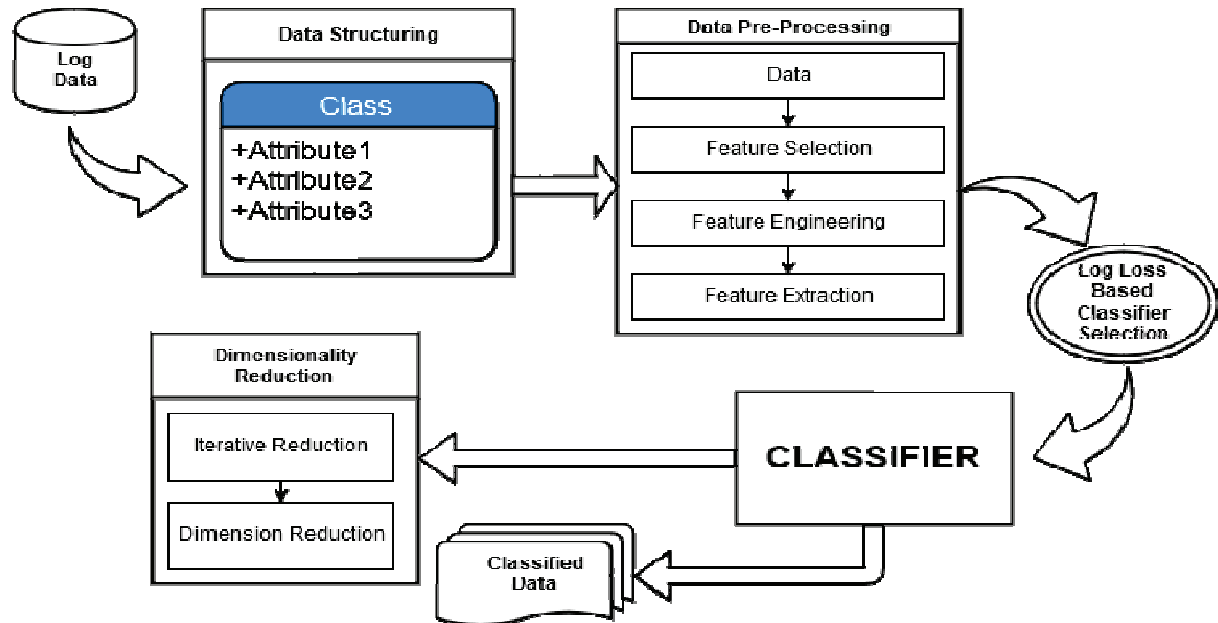 Log
Data
Data Structuring
Class
+Attribute1
+Attribute2
+Attribute3
Data Pre-Processing
Data
Feature Selection
Feature Engineering
Feature Extraction
Log Loss
Based
Classifier
Selection
CLASSIFIER
Classified
Data
Dimensionality
Reduction
Iterative Reduction
Dimension Reduction